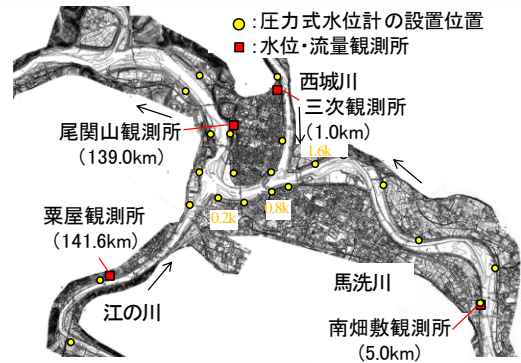 ：圧力式水位計の設置位置
：水位・流量観測所
西城川
三次観測所
（1.0km）
尾関山観測所
（139.0km）
1.6k
粟屋観測所
（141.6km）
0.2k
0.8k
江の川
馬洗川
南畑敷観測所
（5.0km）